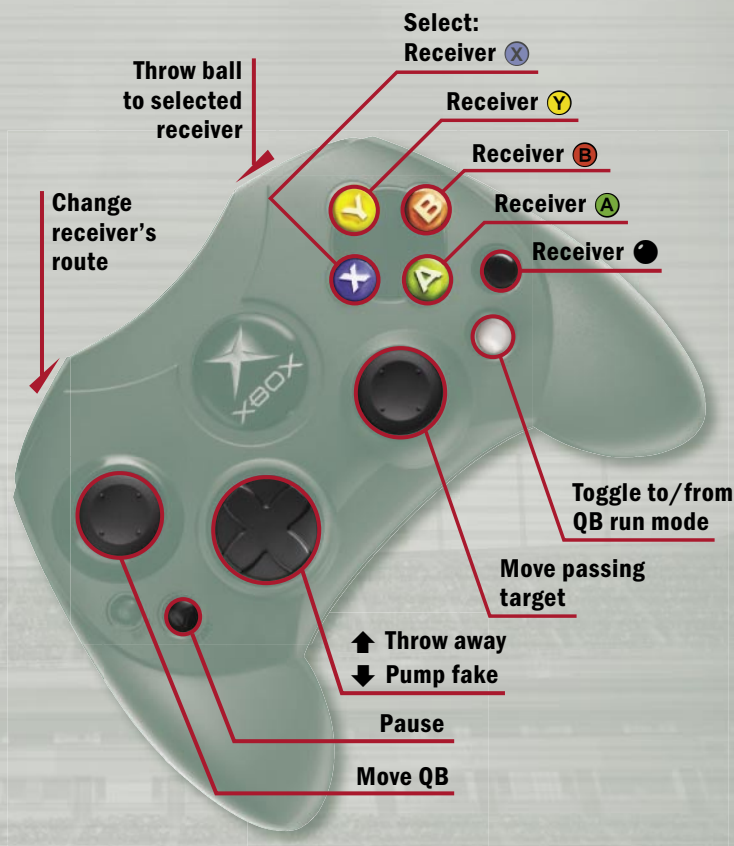 Select:
Receiver X
Throw ball
to selected
receiver
Receiver Y
Receiver B
Change
receiver's
route
Receiver A
Receiver ●
Y
B
X
A
XBOX
Toggle to/from
QB run mode
Move passing
target
⬆ Throw away
⬇ Pump fake
Pause
Move QB